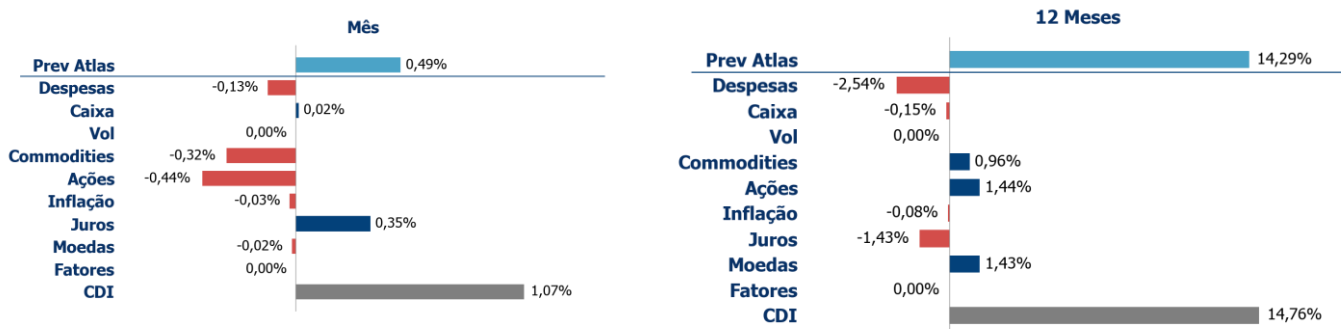 Mês
Prev Atlas 0,49%
Despesas -0,13%
Caixa 0,02%
Vol 0,00%
Commodities -0,32%
Ações -0,44%
Inflação -0,03%
Juros 0,35%
Moedas -0,02%
Fatores 0,00%
CDI 1,07%
12 Meses
Prev Atlas 14,29%
Despesas -2,54%
Caixa -0,15%
Vol 0,00%
Commodities 0,96%
Ações 1,44%
Inflação -0,08%
Juros -1,43%
Moedas 1,43%
Fatores 0,00%
CDI 14,76%